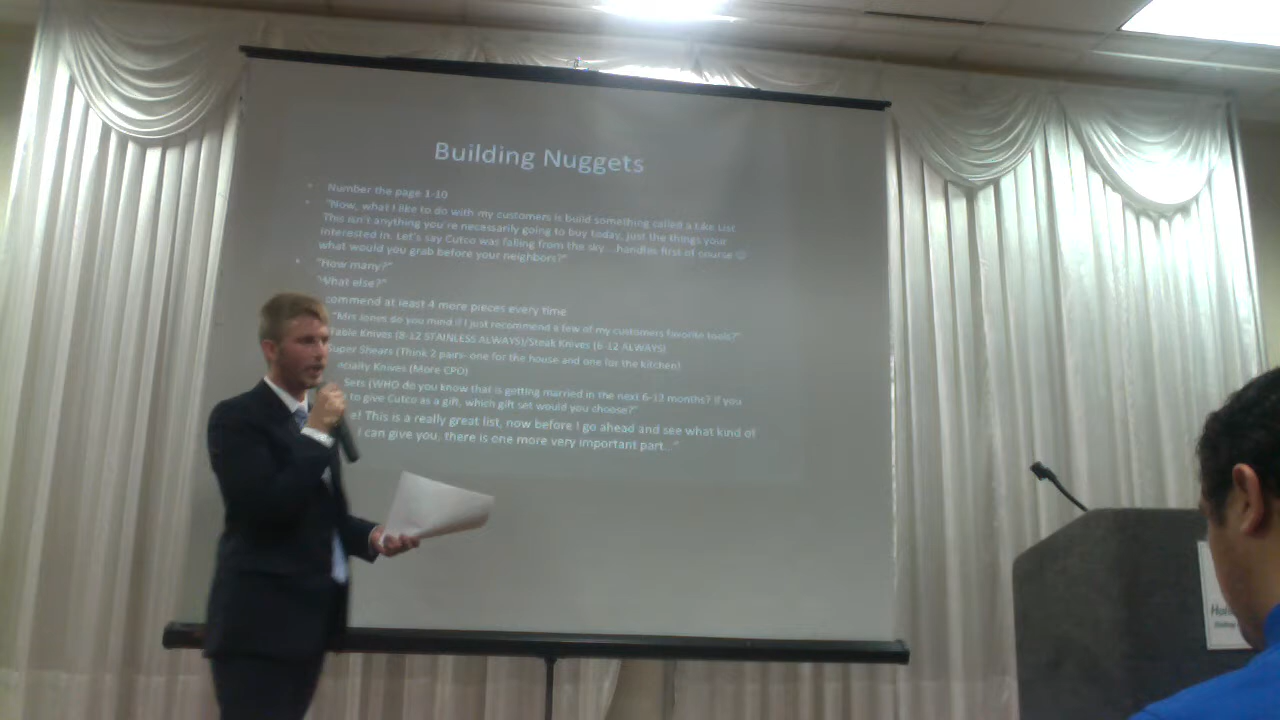 Building Nuggets
Number the page 1-10
"Now, what I like to do with my customers is build something called a Like List
This isn't anything you're necessarily going to buy today, just the things your
interested in. Let's say Cutco was falling from the sky....handles first of course ☺
what would you grab before your neighbors?"
"How many?"
"What else?"
commend at least 4 more pieces every time
"Mrs Jones do you mind if I just recommend a few of my customers favorite tools?"
able Knives (8-12 STAINLESS ALWAYS)/Steak Knives (6-12 ALWAYS)
Super Shears (Think 2 pairs- one for the house and one for the kitchen)
ecialty Knives (More CPO)
Sets (WHO do you know that is getting married in the next 6-12 months? If you
to give Cutco as a gift, which gift set would you choose?"
e! This is a really great list, now before I go ahead and see what kind of
I can give you, there is one more very important part..."